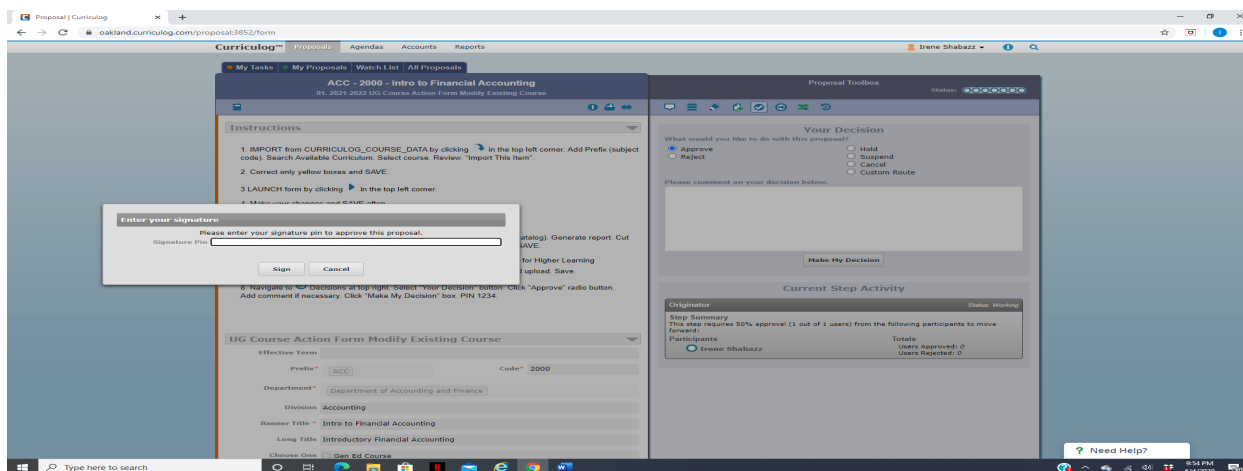 Proposal | Curriculog
oakland.curriculog.com/proposal:3852/form
Curriculog™ Proposals Agendas Accounts Reports
Irene Shabazz
My Tasks My Proposals Watch List All Proposals
ACC - 2000 - Intro to Financial Accounting
01. 2021-2022 UG Course Action Form Modify Existing Course
Proposal Toolbox
Status:
Instructions
1. IMPORT from CURRICULOG_COURSE_DATA by clicking in the top left corner. Add Prefix (subject
code). Search Available Curriculum. Select course. Review. "Import This Item".
2. Correct only yellow boxes and SAVE.
3 LAUNCH form by clicking in the top left corner.
4. Make your changes and SAVE often.
atalog). Generate report. Cut
SAVE.
for Higher Learning
upload. Save.
8. Navigate to Decisions at top right. Select "Your Decision" button. Click "Approve" radio button.
Add comment if necessary. Click "Make My Decision" box. PIN 1234.
Enter your signature
Please enter your signature pin to approve this proposal.
Signature Pin
Sign Cancel
UG Course Action Form Modify Existing Course
Effective Term
Prefix* ACC Code* 2000
Department* Department of Accounting and Finance
Division Accounting
Banner Title * Intro to Financial Accounting
Long Title Introductory Financial Accounting
Choose One Gen Ed Course
Your Decision
What would you like to do with this proposal?
Approve Hold
Reject Suspend
Cancel
Custom Route
Please comment on your decision below.
Make My Decision
Current Step Activity
Originator Status: Working
Step Summary
This step requires 50% approval (1 out of 1 users) from the following participants to move
forward:
Participants Totals
Irene Shabazz Users Approved: 0
Users Rejected: 0
? Need Help?
Type here to search
9:54 PM